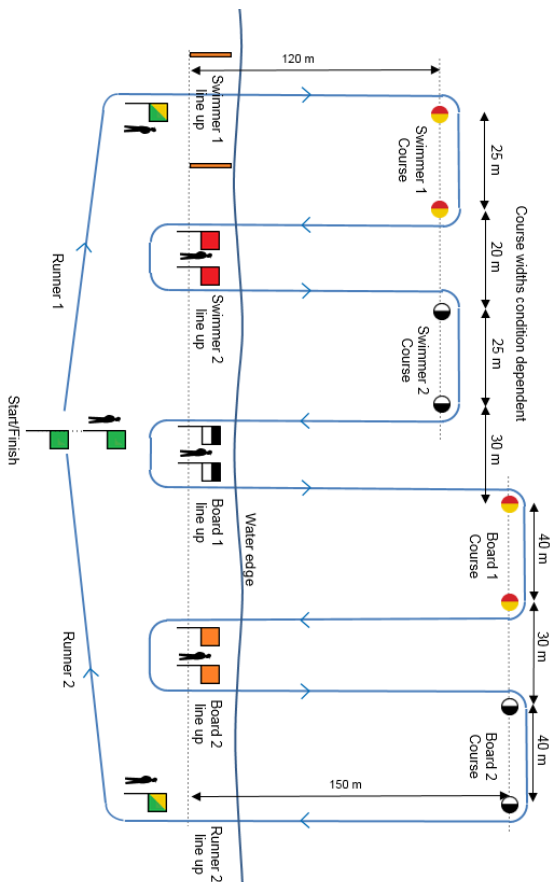 40 m
30 m
40 m
Course widths condition dependent
25 m
20 m
25 m
30 m
Board 1
Course
Board 2
Course
Swimmer 1
Course
Swimmer 2
Course
120 m
150 m
Water edge
Swimmer 1
line up
Swimmer 2
line up
Board 1
line up
Board 2
line up
Runner 2
line up
Runner 1
Runner 2
Start/Finish